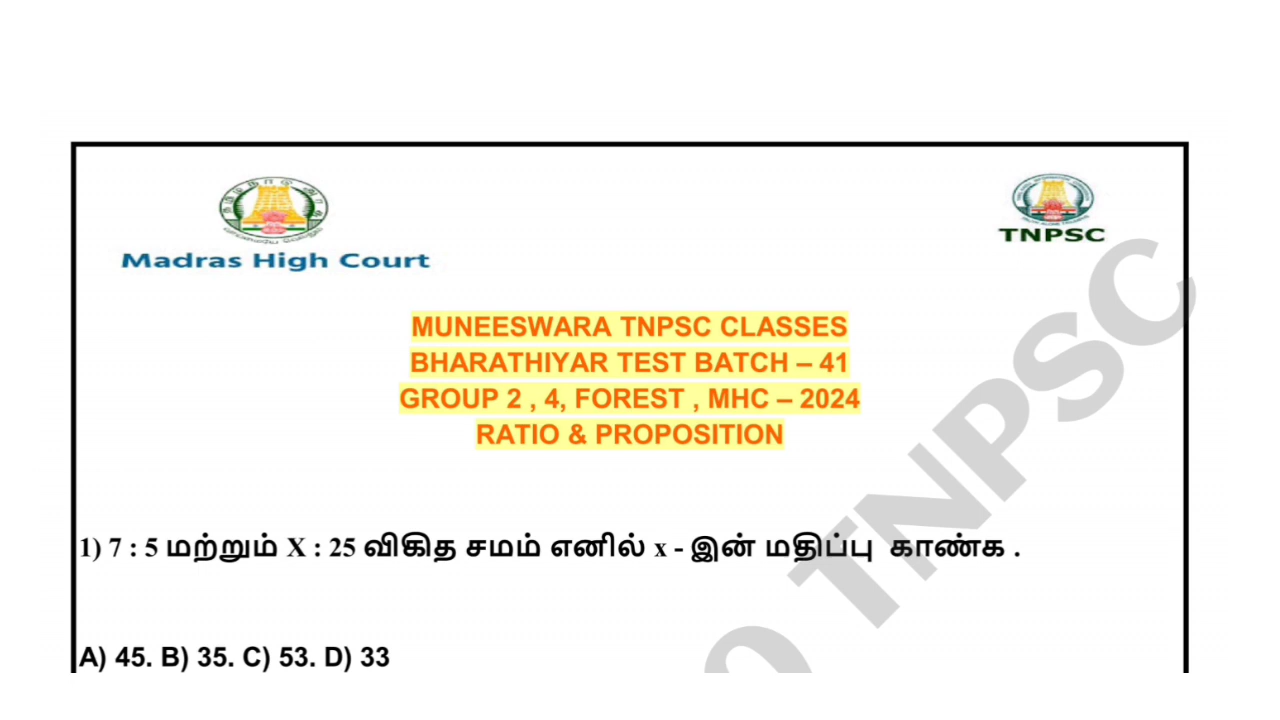 Madras High Court
TNPSC
MUNEESWARA TNPSC CLASSES
BHARATHIYAR TEST BATCH – 41
GROUP 2 , 4, FOREST , MHC – 2024
RATIO & PROPOSITION
1) 7 : 5 மற்றும் X : 25 விகித சமம் எனில் x - இன் மதிப்பு காண்க .
A) 45. B) 35. C) 53. D) 33
TNPSC